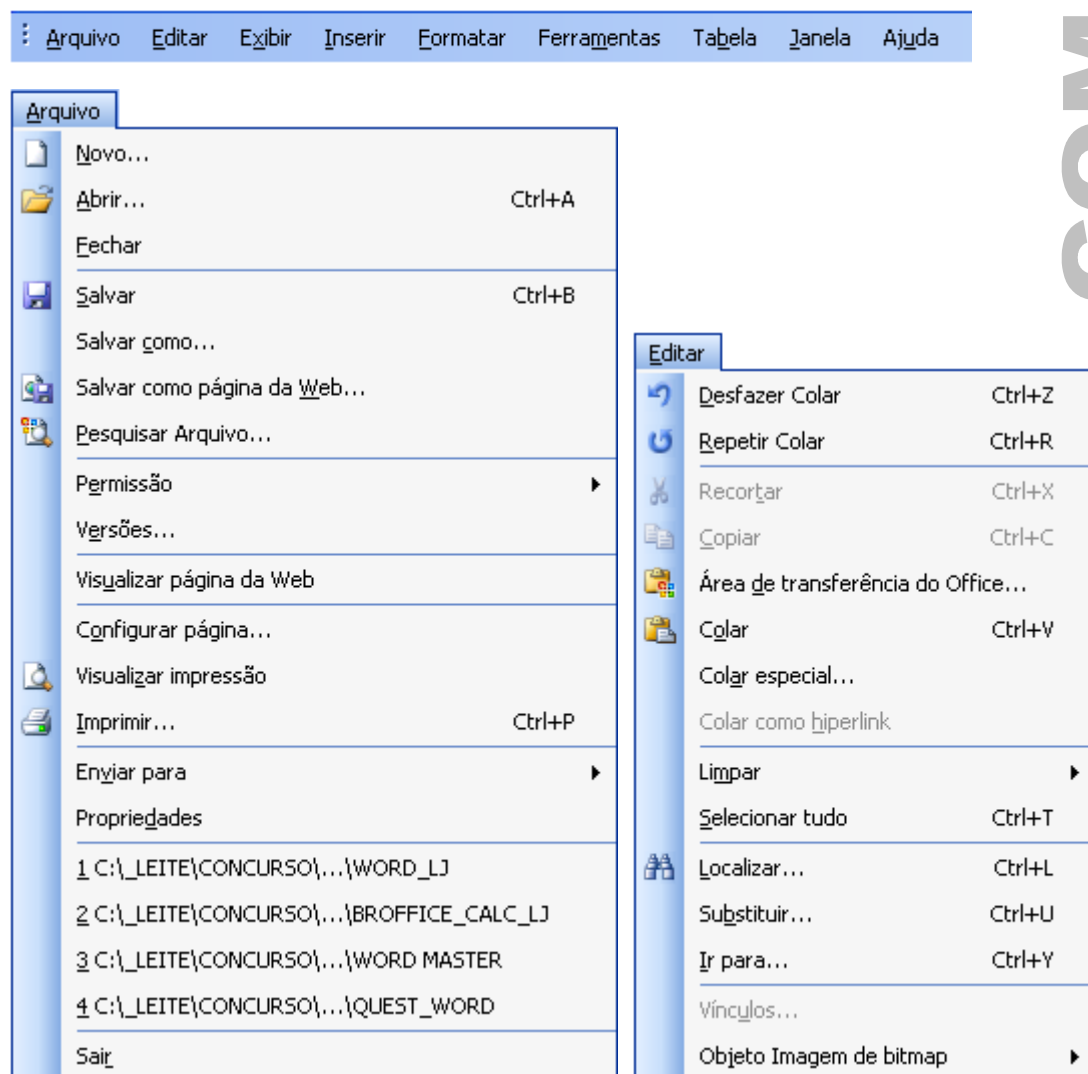 Arquivo Editar Exibir Inserir Formatar Ferramentas Tabela Janela Ajuda
Arquivo
Novo...
Abrir... Ctrl+A
Fechar
Salvar Ctrl+B
Salvar como...
Salvar como página da Web...
Pesquisar Arquivo...
Permissão
Versões...
Visualizar página da Web
Configurar página...
Visualizar impressão
Imprimir... Ctrl+P
Enviar para
Propriedades
1 C:\_LEITE\CONCURSO\...\WORD_LJ
2 C:\_LEITE\CONCURSO\...\BROFFICE_CALC_LJ
3 C:\_LEITE\CONCURSO\...\WORD MASTER
4 C:\_LEITE\CONCURSO\...\QUEST_WORD
Sair
Editar
Desfazer Colar Ctrl+Z
Repetir Colar Ctrl+R
Recortar Ctrl+X
Copiar Ctrl+C
Área de transferência do Office...
Colar Ctrl+V
Colar especial...
Colar como hiperlink
Limpar
Selecionar tudo Ctrl+T
Localizar... Ctrl+L
Substituir... Ctrl+U
Ir para... Ctrl+Y
Vínculos...
Objeto Imagem de bitmap
COM